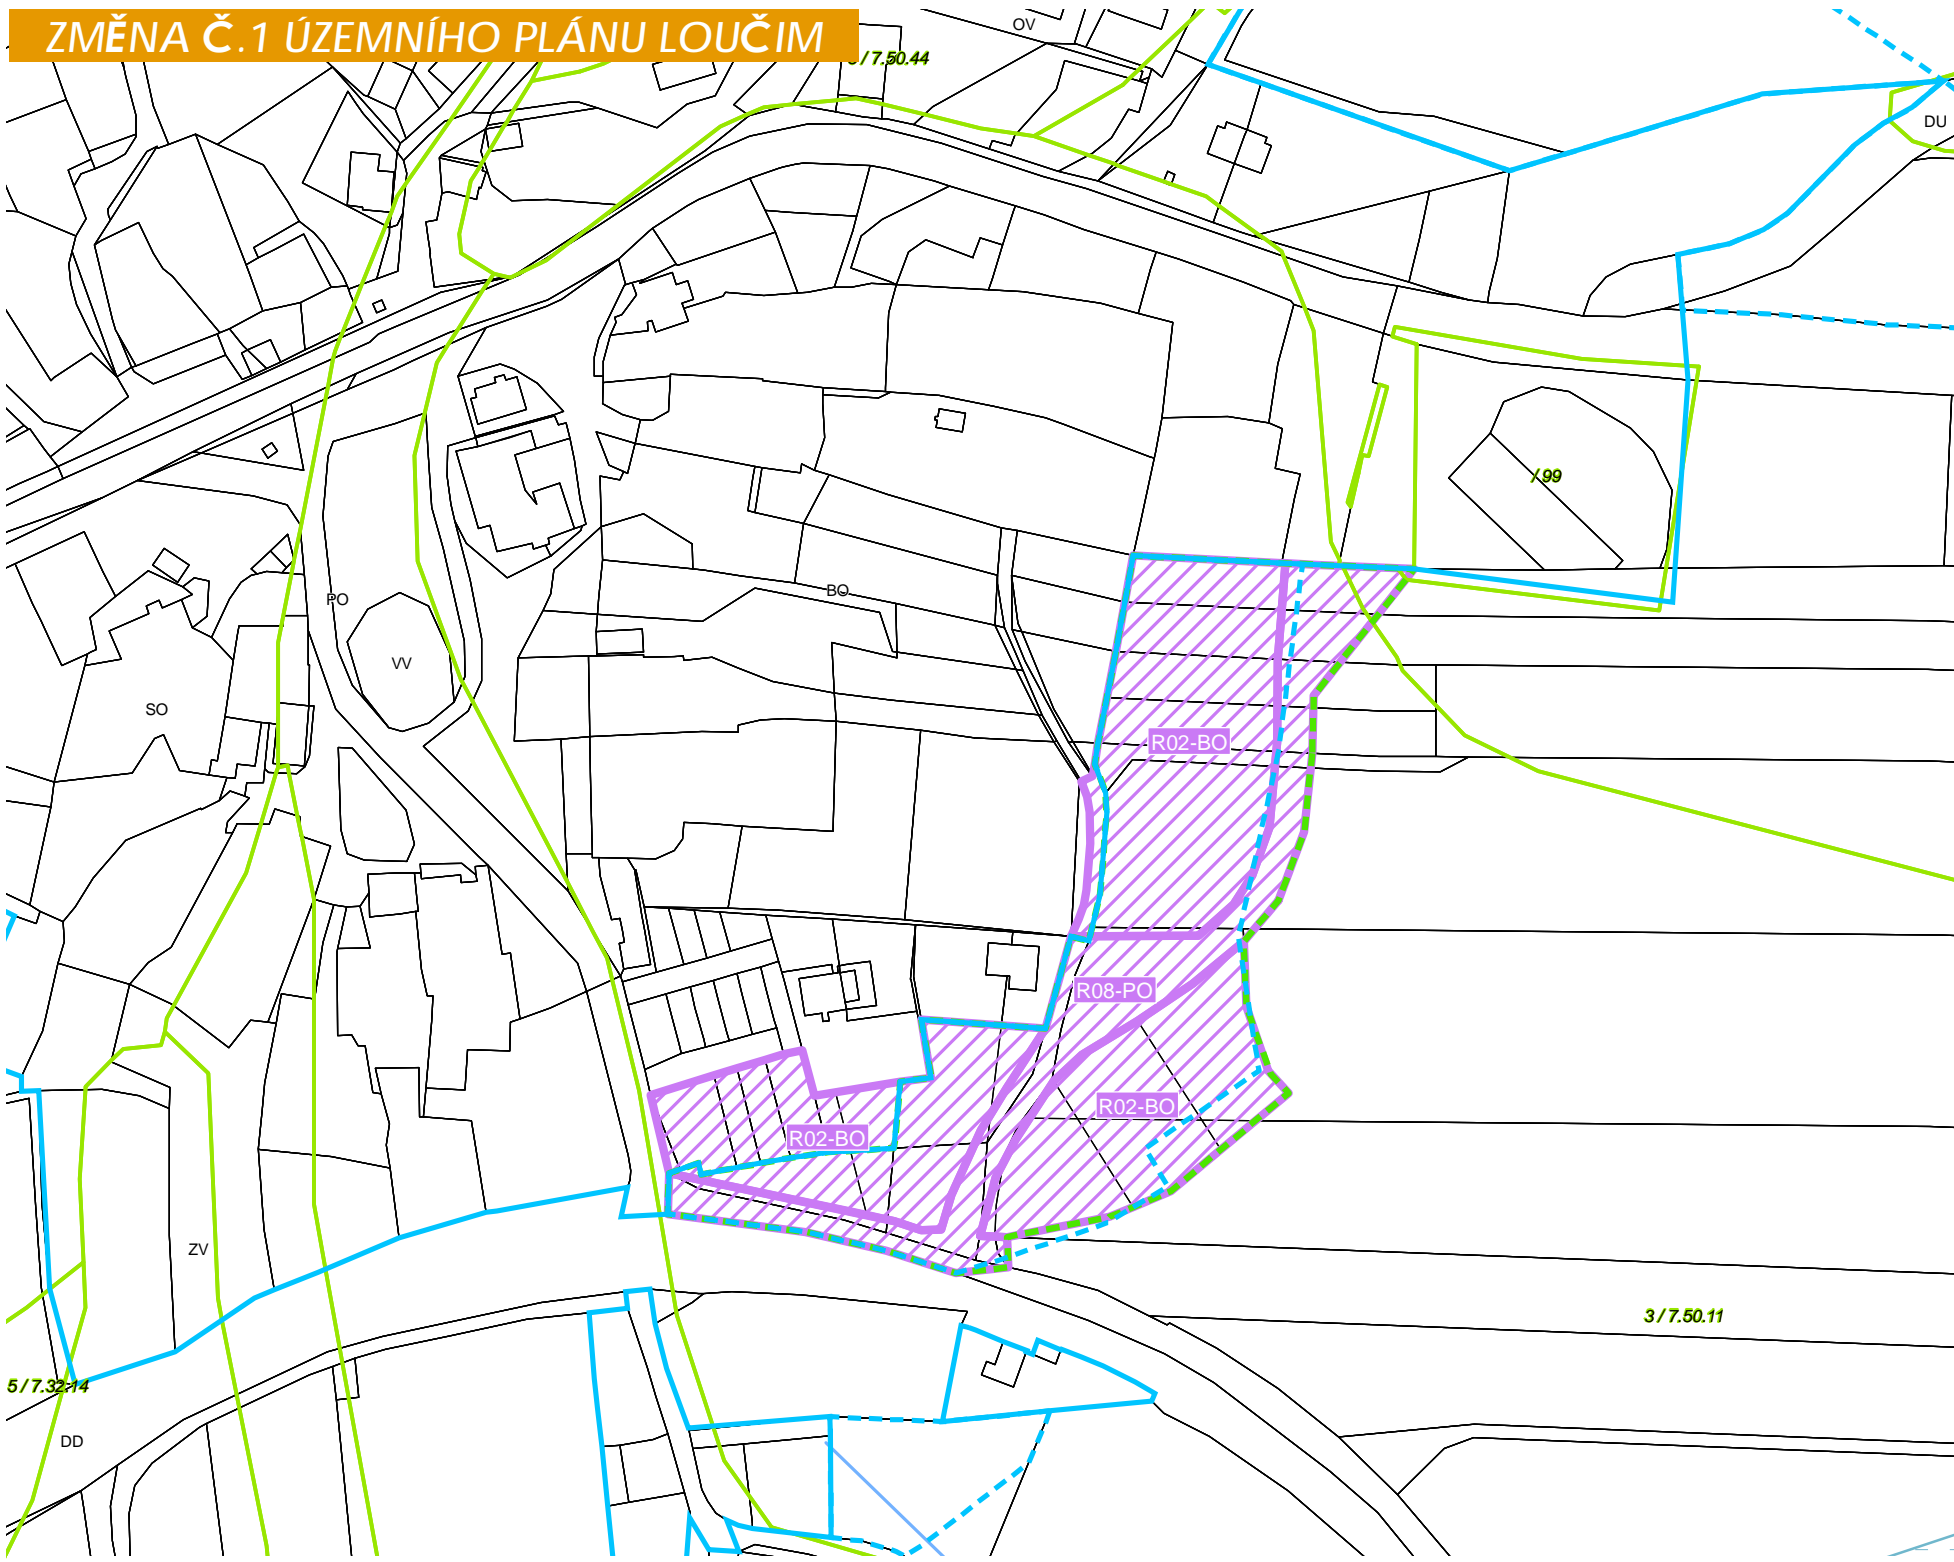 ZMĚNA Č.1 ÚZEMNÍHO PLÁNU LOUČIM
OV
/ 7.50.44
DU
/ 99
BO
PO
VV
SO
R02-BO
R08-PO
R02-BO
R02-BO
ZV
3 / 7.50.11
5 / 7.32.14
DD